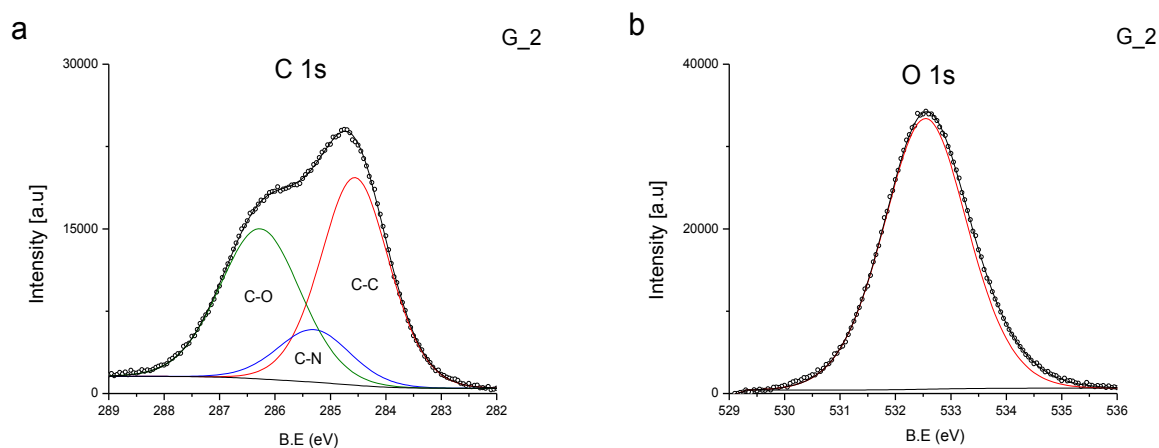 a
G_2
C 1s
30000
15000
0
Intensity [a.u]
C-O
C-C
C-N
289 288 287 286 285 284 283 282
B.E (eV)
b
G_2
O 1s
40000
20000
0
Intensity [a.u]
529 530 531 532 533 534 535 536
B.E (eV)